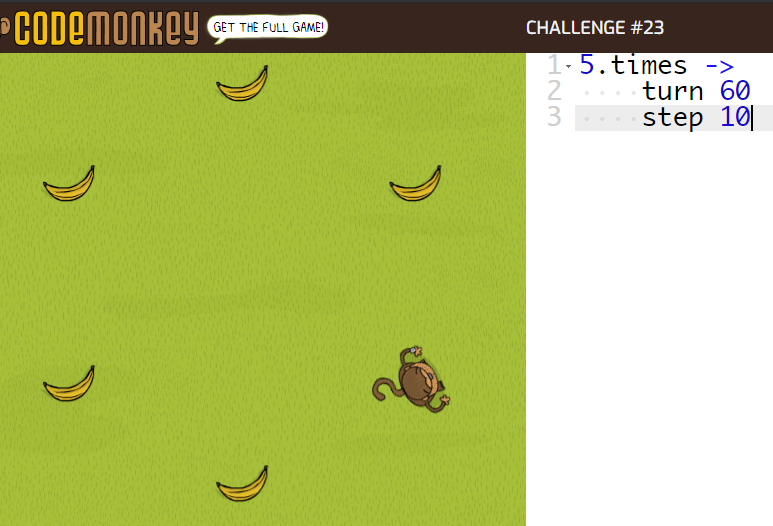 CODEMONKEY
GET THE FULL GAME!
CHALLENGE #23
1 5.times ->
2 turn 60
3 step 10